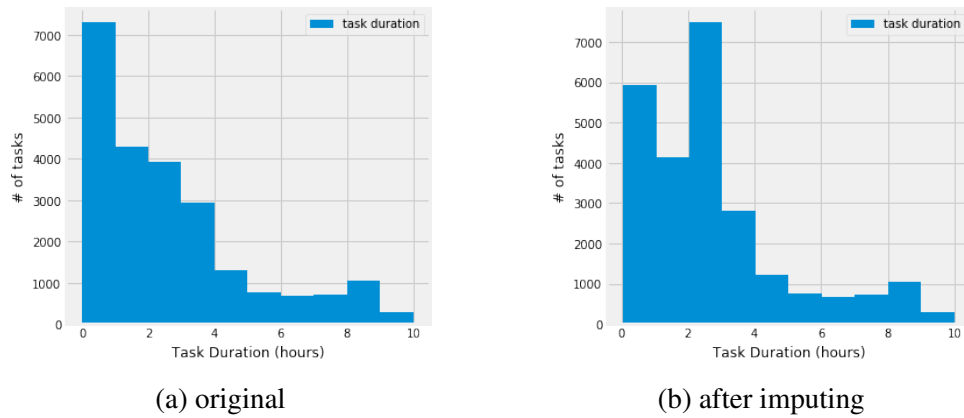 task duration
7000
6000
5000
4000
3000
2000
1000
0
# of tasks
0 2 4 6 8 10
Task Duration (hours)
(a) original
task duration
7000
6000
5000
4000
3000
2000
1000
0
# of tasks
0 2 4 6 8 10
Task Duration (hours)
(b) after imputing